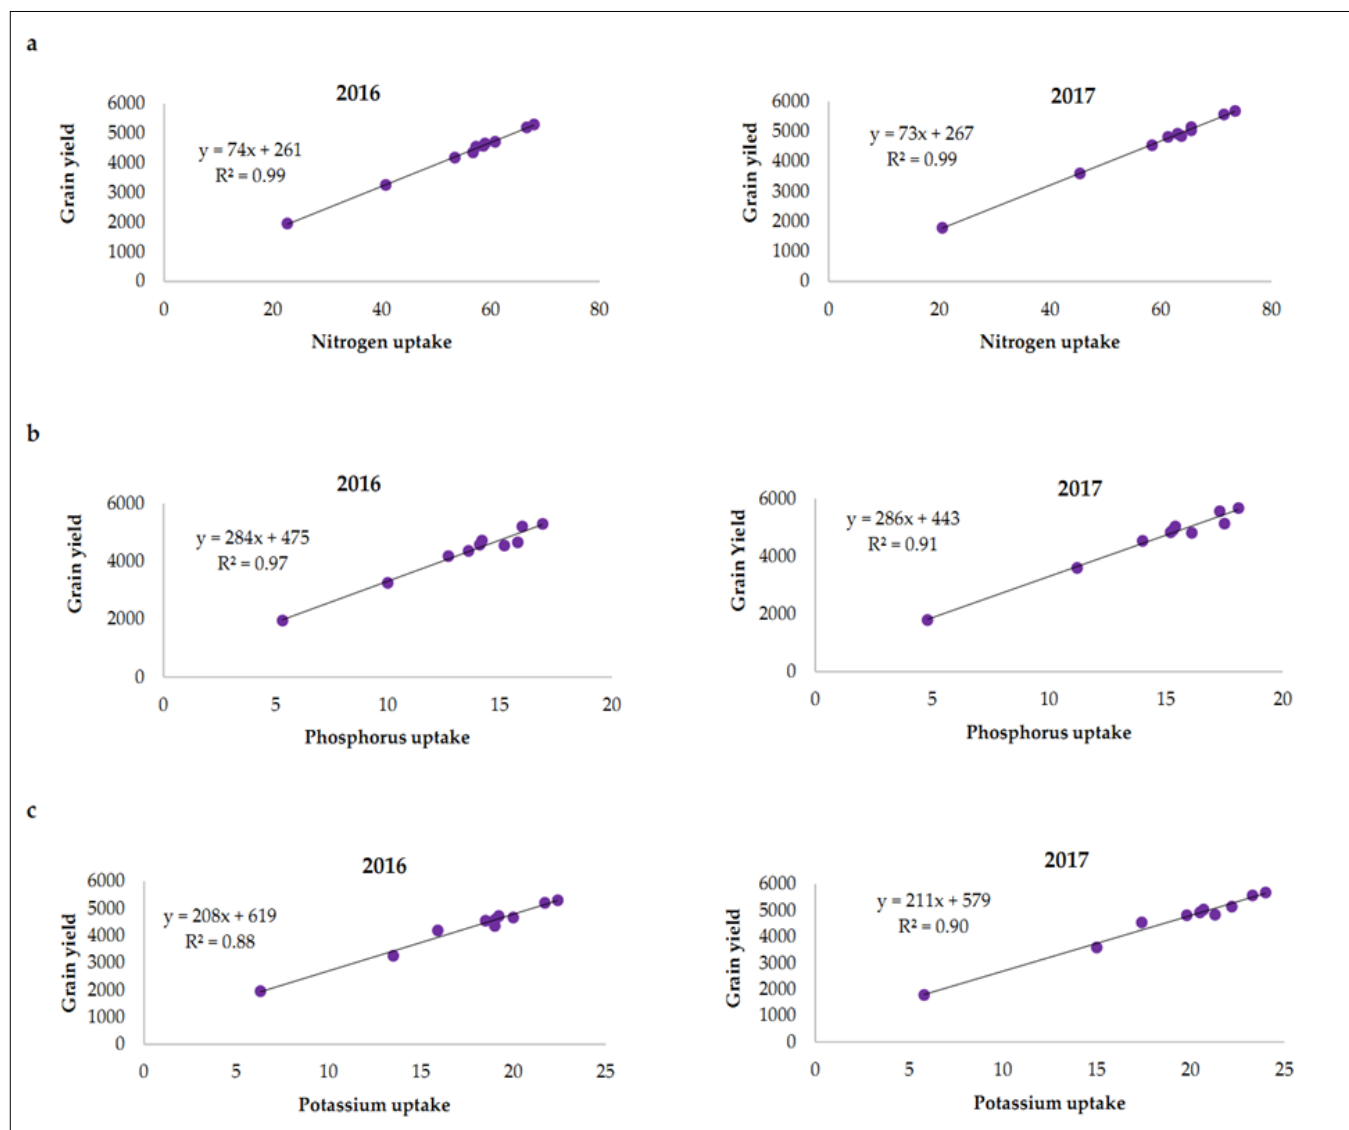 a
2016
6000
5000
4000
3000
2000
1000
0
Grain yield
y = 74x + 261
R² = 0.99
0 20 40 60 80
Nitrogen uptake
2017
6000
5000
4000
3000
2000
1000
0
Grain yiled
y = 73x + 267
R² = 0.99
0 20 40 60 80
Nitrogen uptake
b
2016
6000
4000
2000
0
Grain yield
y = 284x + 475
R² = 0.97
0 5 10 15 20
Phosphorus uptake
2017
6000
4000
2000
0
Grain Yield
y = 286x + 443
R² = 0.91
0 5 10 15 20
Phosphorus uptake
c
2016
6000
5000
4000
3000
2000
1000
0
Grain yield
y = 208x + 619
R² = 0.88
0 5 10 15 20 25
Potassium uptake
2017
6000
5000
4000
3000
2000
1000
0
Grain yield
y = 211x + 579
R² = 0.90
0 5 10 15 20 25
Potassium uptake